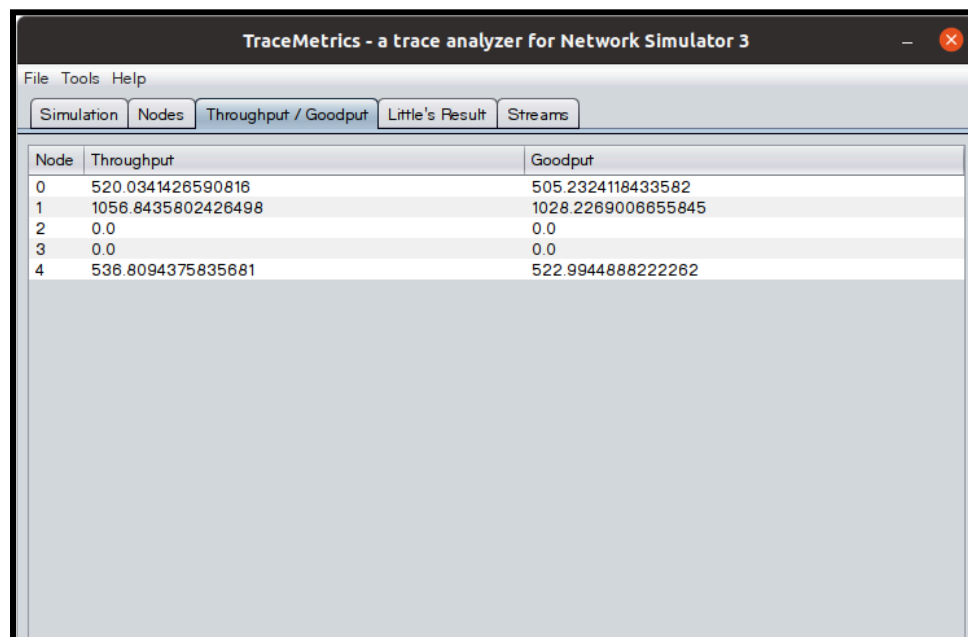 TraceMetrics - a trace analyzer for Network Simulator 3
File Tools Help
Simulation Nodes Throughput / Goodput Little's Result Streams
Node Throughput Goodput
0 520.0341426590816 505.2324118433582
1 1056.8435802426498 1028.2269006655845
2 0.0 0.0
3 0.0 0.0
4 536.8094375835681 522.9944888222262